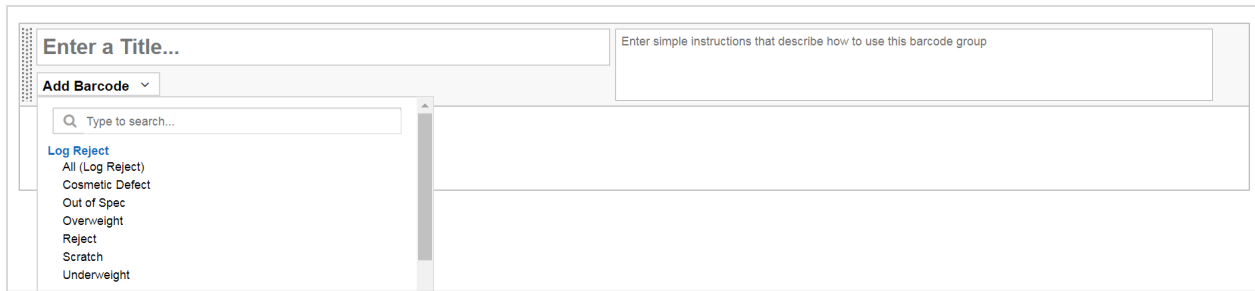 Enter a Title...
Enter simple instructions that describe how to use this barcode group
Add Barcode
Type to search...
Log Reject
All (Log Reject)
Cosmetic Defect
Out of Spec
Overweight
Reject
Scratch
Underweight